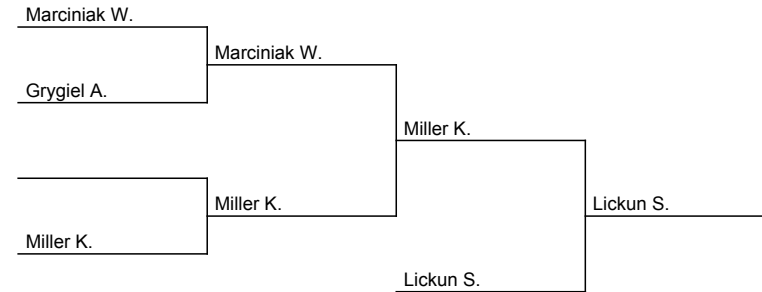 Marciniak W.
Marciniak W.
Grygiel A.
Miller K.
Miller K.
Lickun S.
Miller K.
Lickun S.